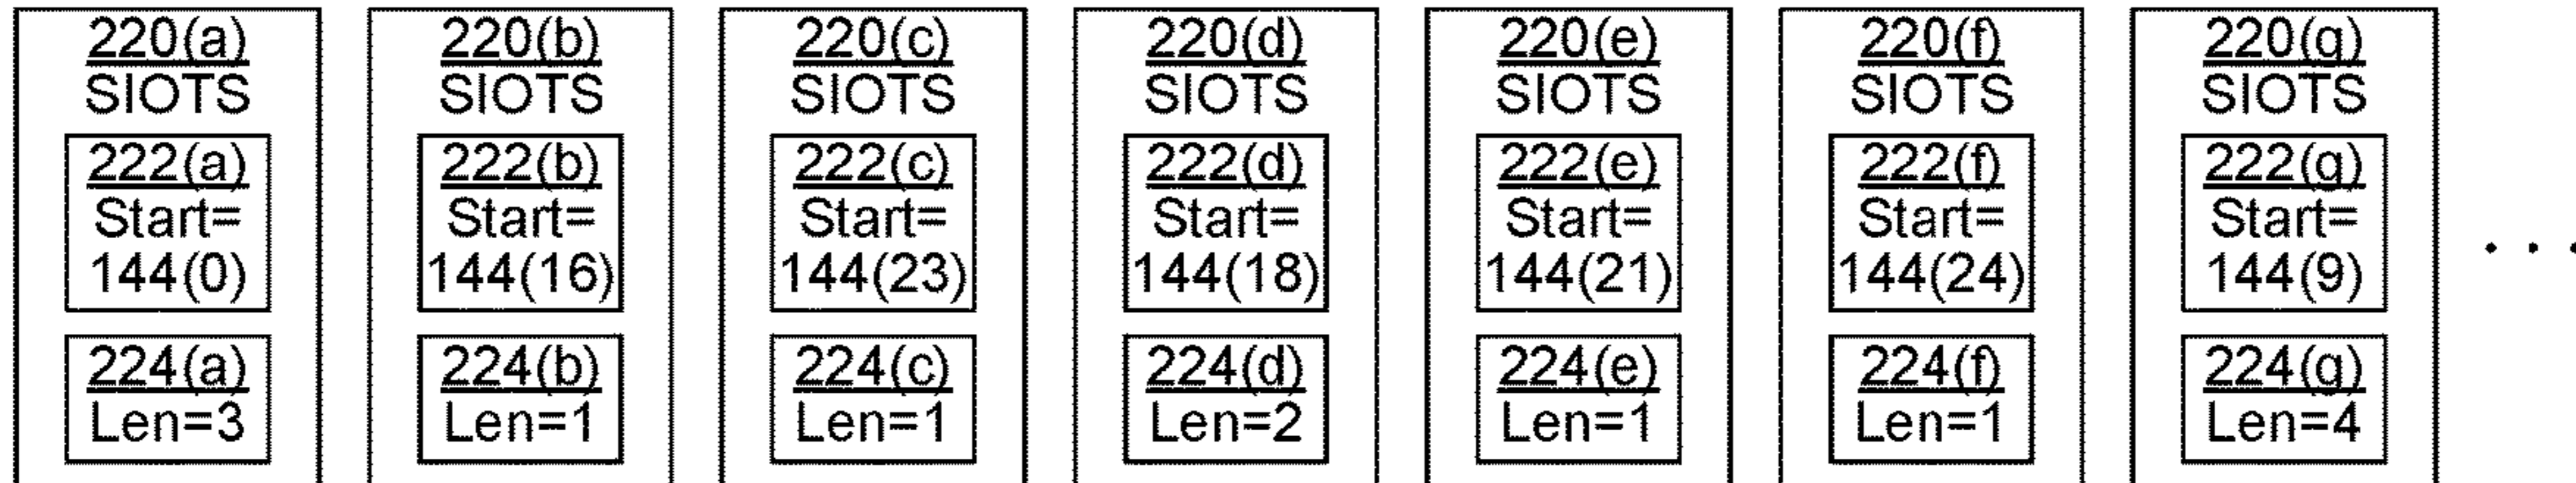 220(a)
SIOTS
222(a)
Start=
144(0)
224(a)
Len=3
220(b)
SIOTS
222(b)
Start=
144(16)
224(b)
Len=1
220(c)
SIOTS
222(c)
Start=
144(23)
224(c)
Len=1
220(d)
SIOTS
222(d)
Start=
144(18)
224(d)
Len=2
220(e)
SIOTS
222(e)
Start=
144(21)
224(e)
Len=1
220(f)
SIOTS
222(f)
Start=
144(24)
224(f)
Len=1
220(g)
SIOTS
222(g)
Start=
144(9)
224(g)
Len=4
. . .